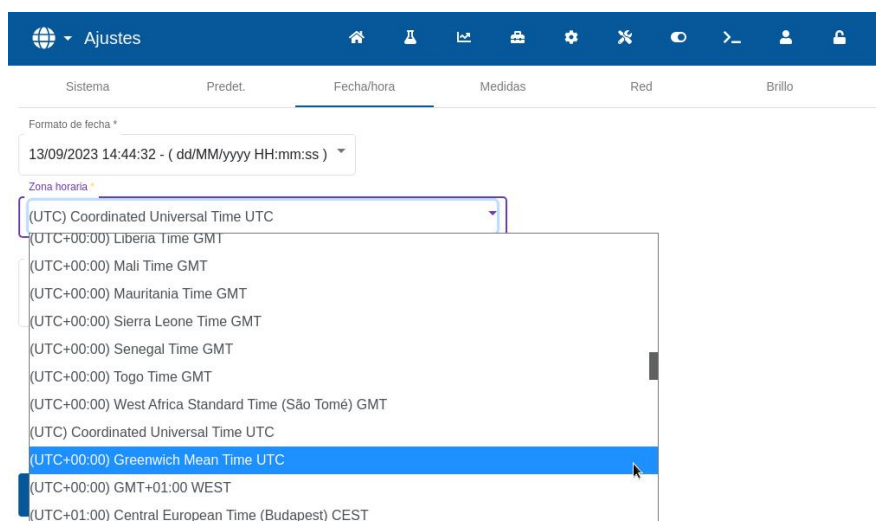 Ajustes
Sistema Predet. Fecha/hora Medidas Red Brillo
Formato de fecha *
13/09/2023 14:44:32 - ( dd/MM/yyyy HH:mm:ss )
Zona horaria *
(UTC) Coordinated Universal Time UTC
(UTC+00:00) Liberia Time GMT
(UTC+00:00) Mali Time GMT
(UTC+00:00) Mauritania Time GMT
(UTC+00:00) Sierra Leone Time GMT
(UTC+00:00) Senegal Time GMT
(UTC+00:00) Togo Time GMT
(UTC+00:00) West Africa Standard Time (São Tomé) GMT
(UTC) Coordinated Universal Time UTC
(UTC+00:00) Greenwich Mean Time UTC
(UTC+00:00) GMT+01:00 WEST
(UTC+01:00) Central European Time (Budapest) CEST